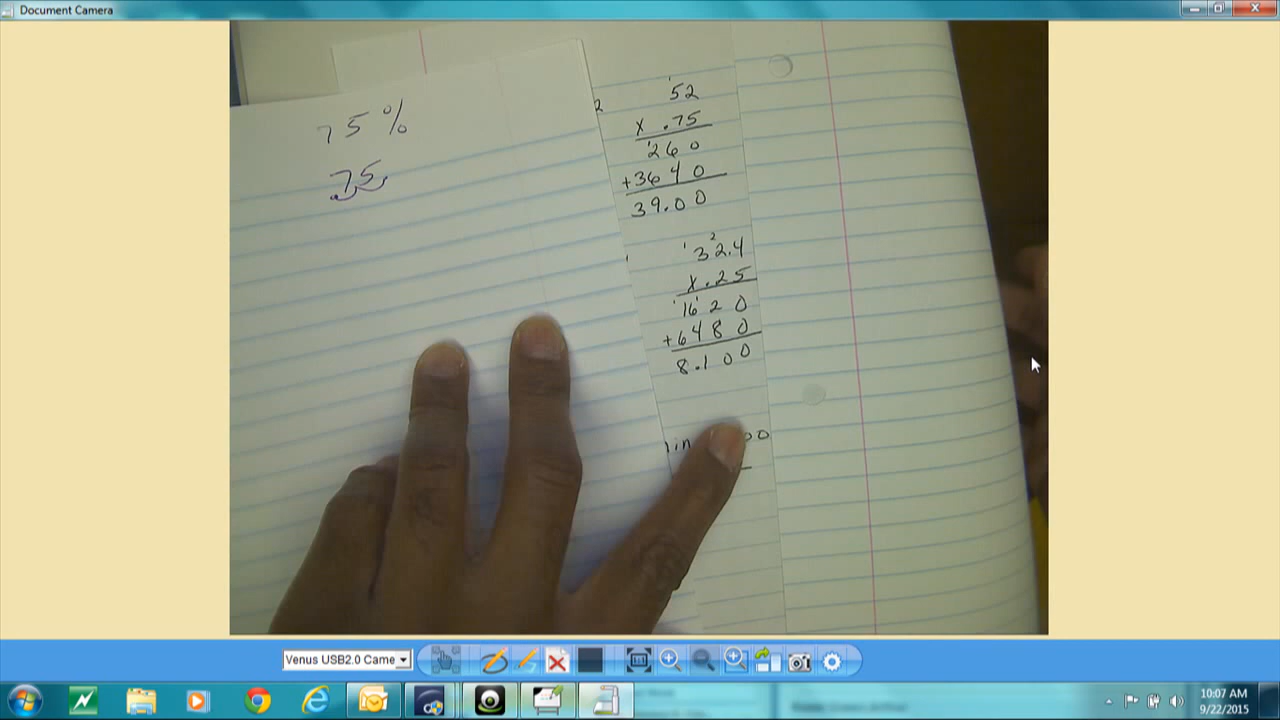 Document Camera
75%
75.
2
52
x .75
260
+3640
39.00
32.4
x .25
1620
+6480
8.100
Venus USB2.0 Came
10:07 AM
9/22/2015